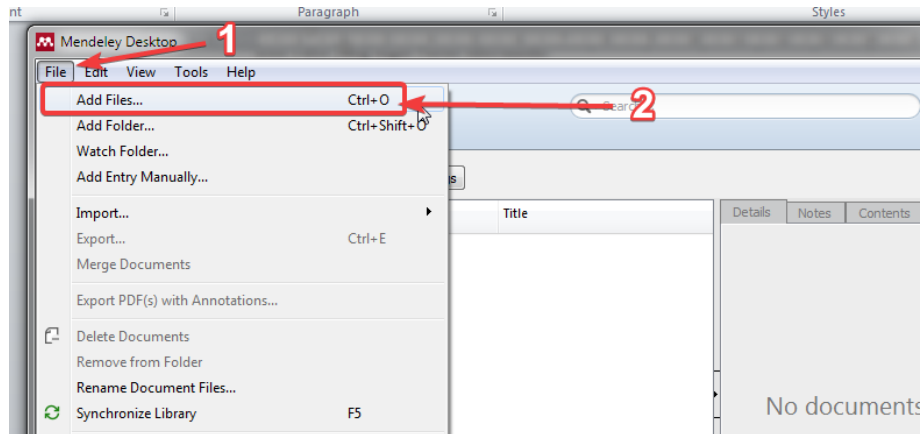 Paragraph
Styles
Mendeley Desktop
1
File Edit View Tools Help
Add Files... Ctrl+O
2
Add Folder... Ctrl+Shift+O
Watch Folder...
Add Entry Manually...
Import...
Title
Details Notes Contents
Export... Ctrl+E
Merge Documents
Export PDF(s) with Annotations...
Delete Documents
Remove from Folder
Rename Document Files...
Synchronize Library F5
No documents